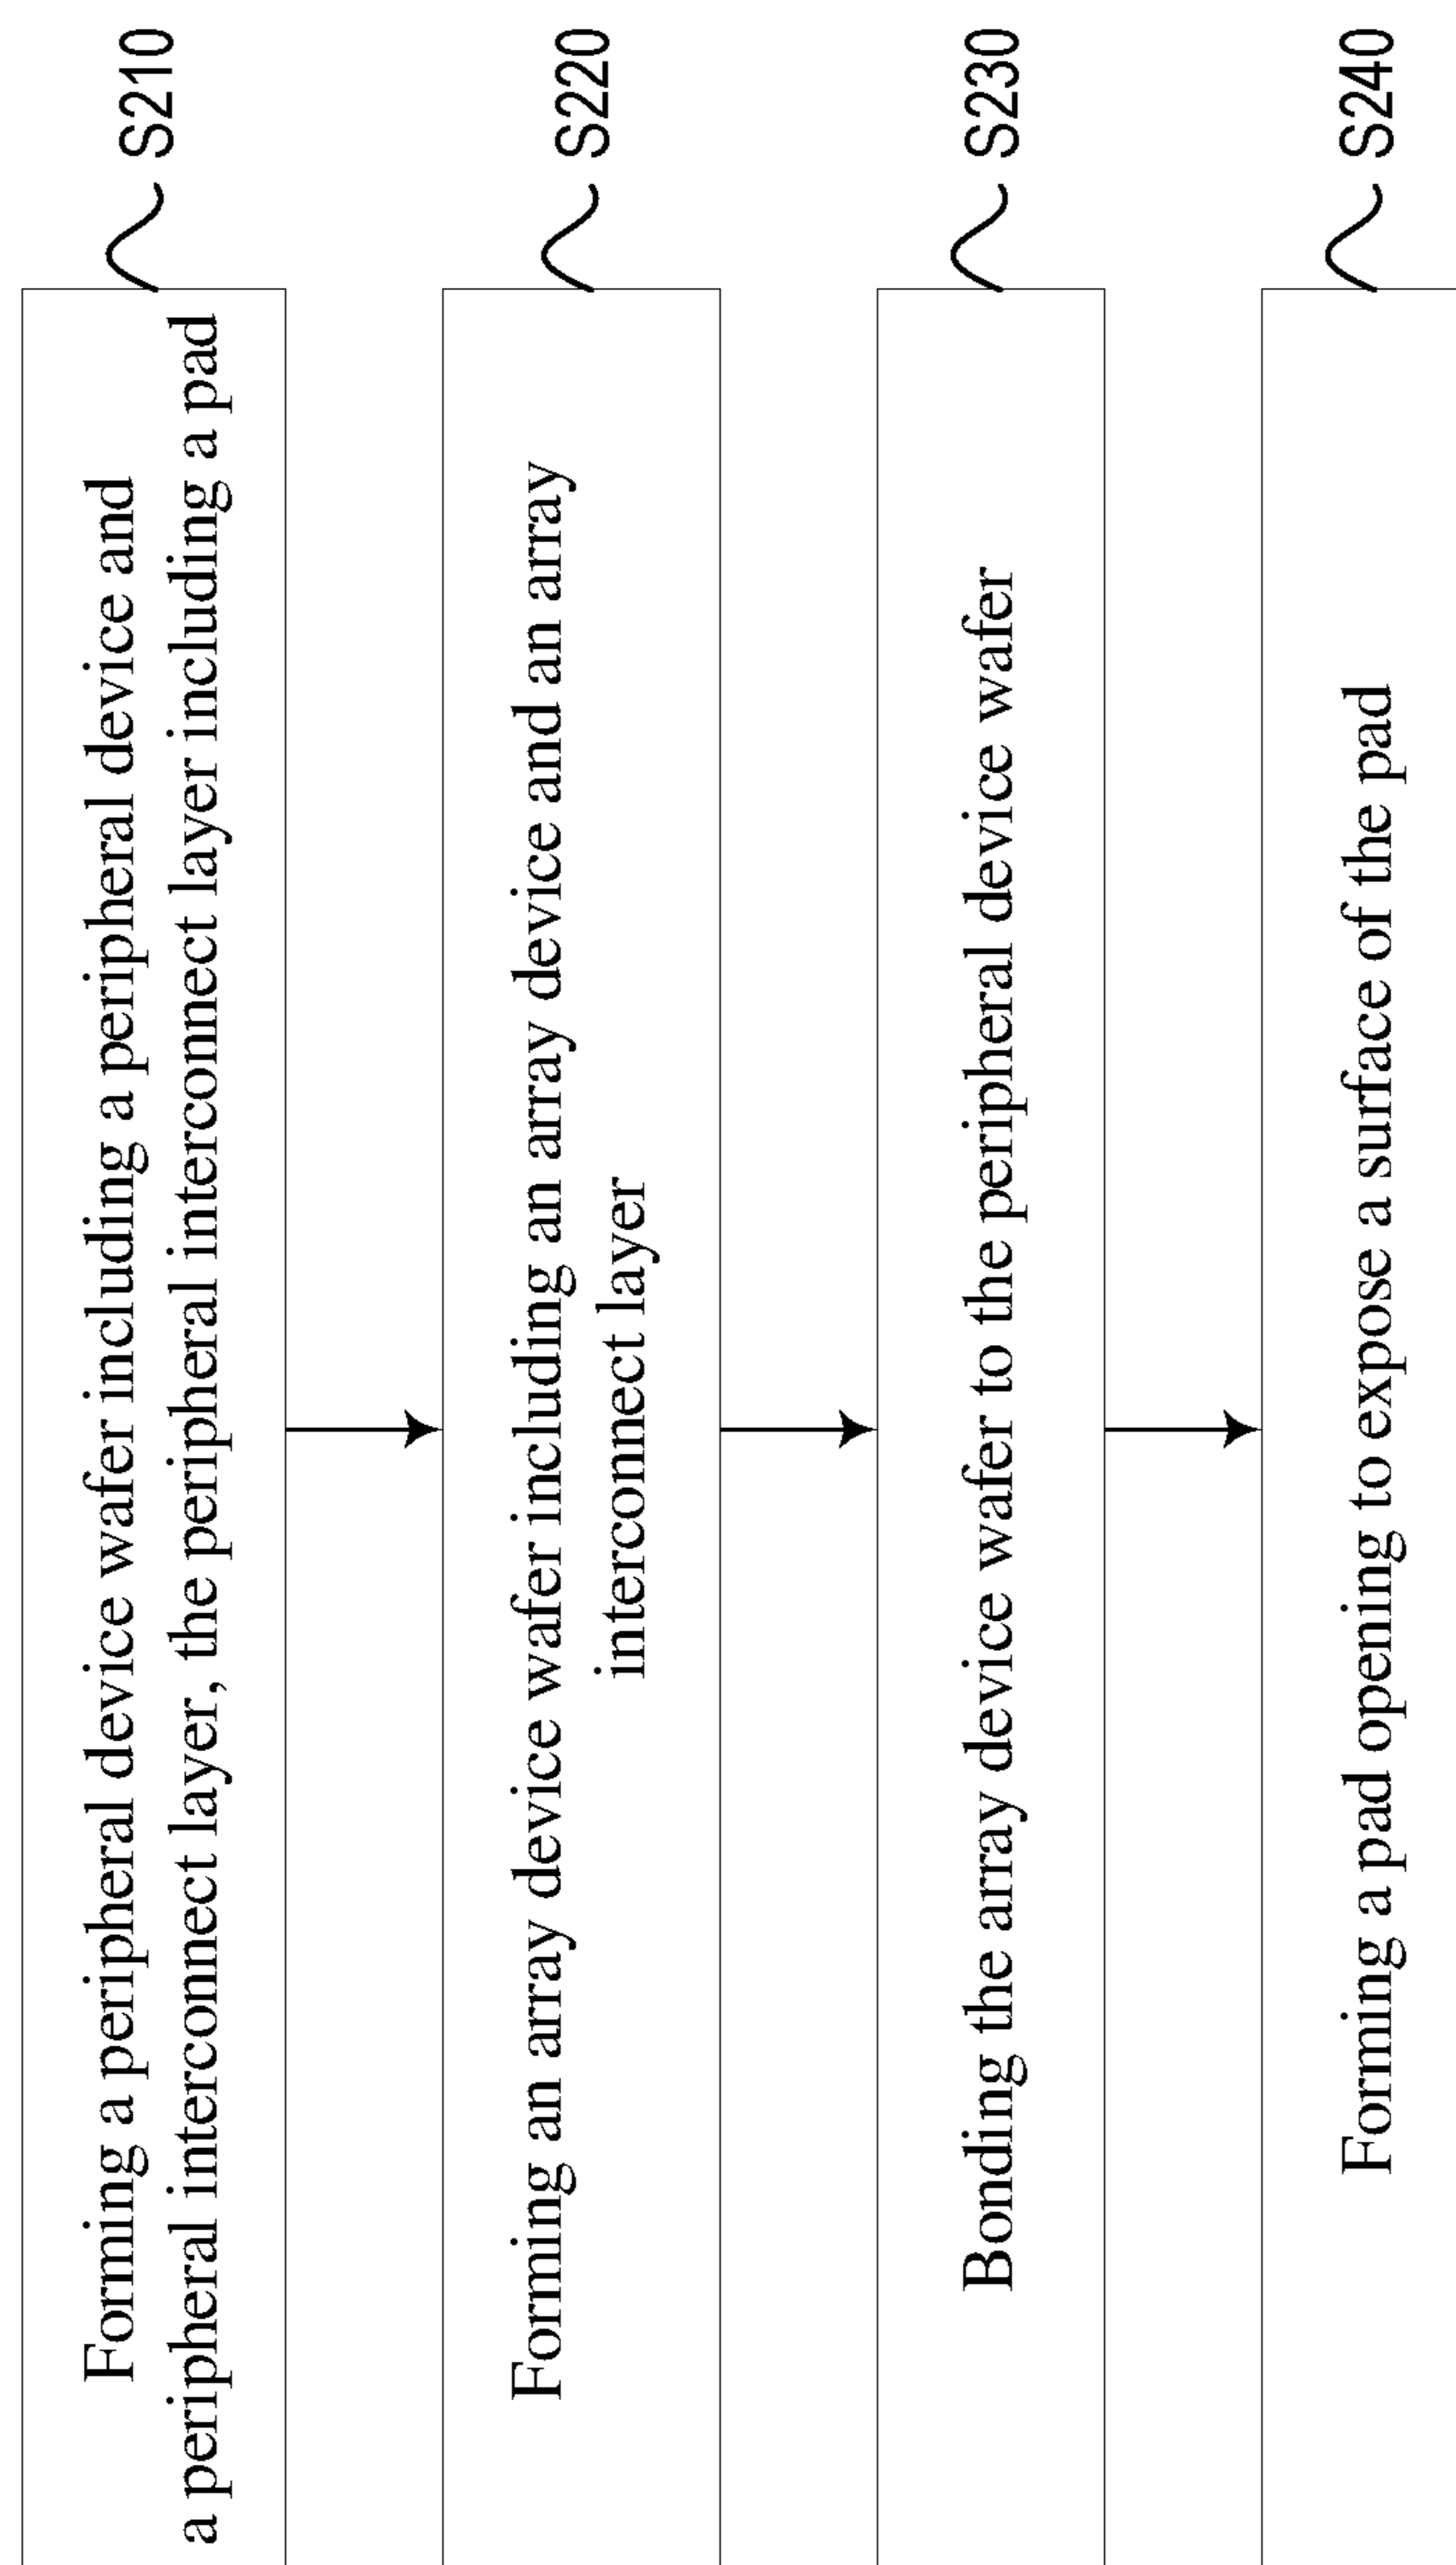 Forming a peripheral device wafer including a peripheral device and
a peripheral interconnect layer, the peripheral interconnect layer including a pad
S210
Forming an array device wafer including an array device and an array
interconnect layer
S220
Bonding the array device wafer to the peripheral device wafer
S230
Forming a pad opening to expose a surface of the pad
S240